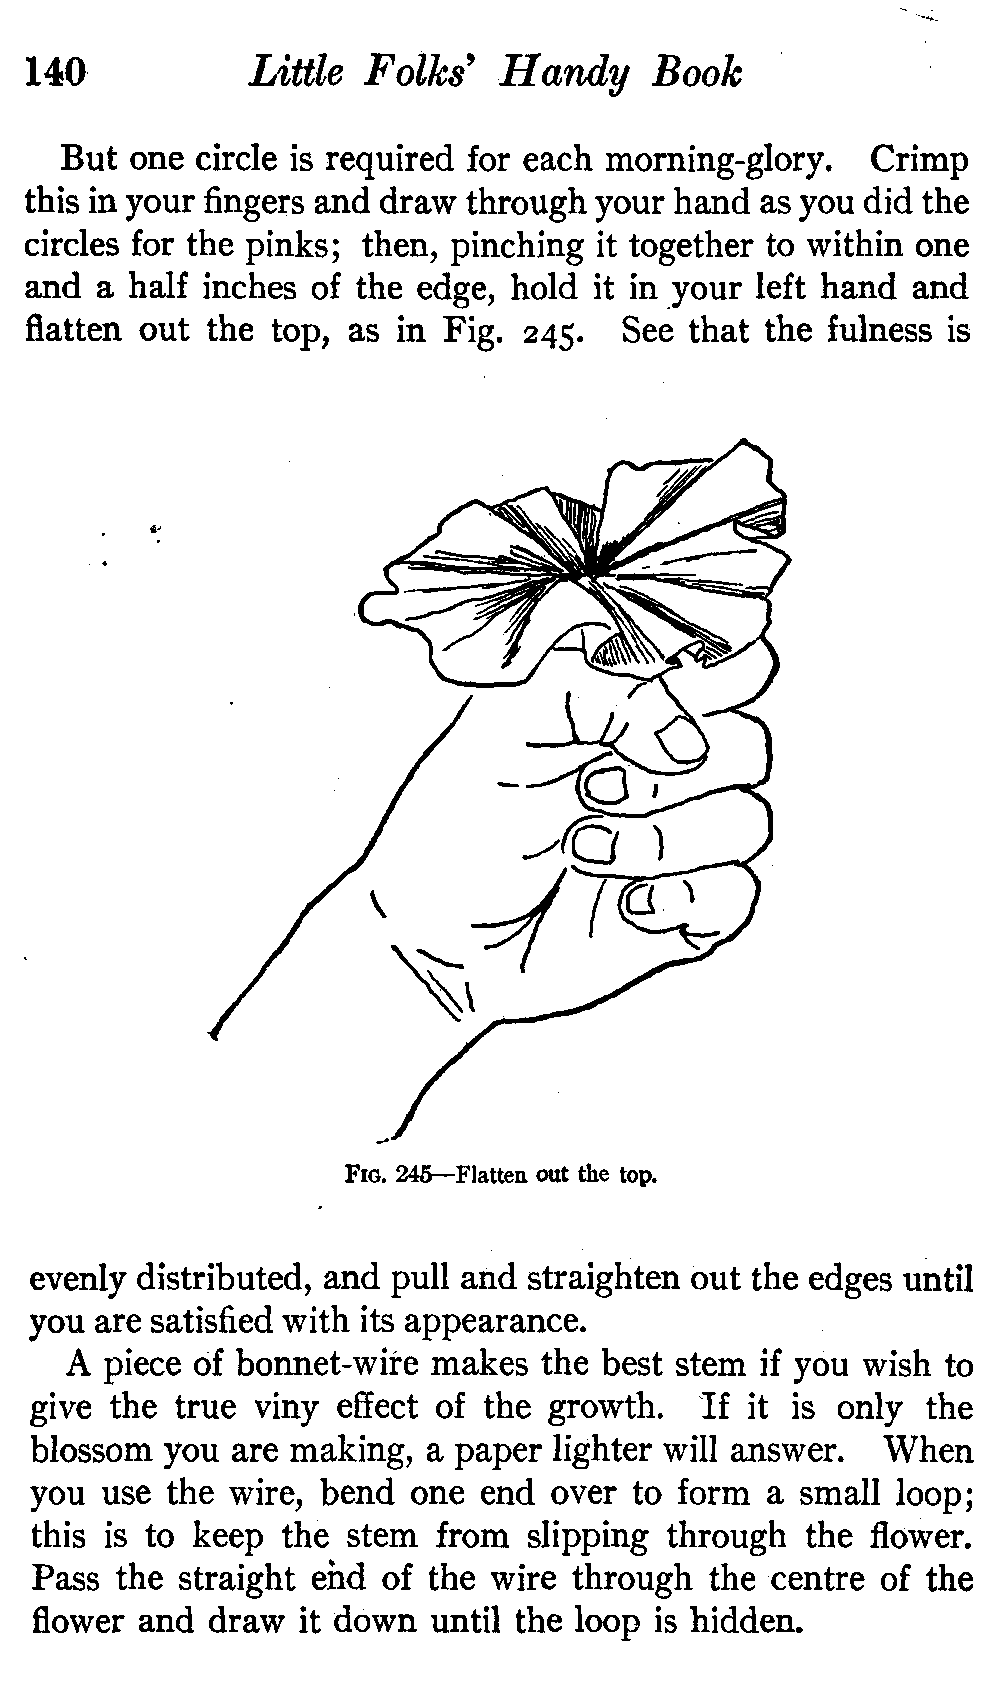 140 Little Folks' Handy Book
But one circle is required for each morning-glory. Crimp
this in your fingers and draw through your hand as you did the
circles for the pinks; then, pinching it together to within one
and a half inches of the edge, hold it in your left hand and
flatten out the top, as in Fig. 245. See that the fulness is
FIG. 245—Flatten out the top.
evenly distributed, and pull and straighten out the edges until
you are satisfied with its appearance.
A piece of bonnet-wire makes the best stem if you wish to
give the true viny effect of the growth. If it is only the
blossom you are making, a paper lighter will answer. When
you use the wire, bend one end over to form a small loop;
this is to keep the stem from slipping through the flower.
Pass the straight end of the wire through the centre of the
flower and draw it down until the loop is hidden.